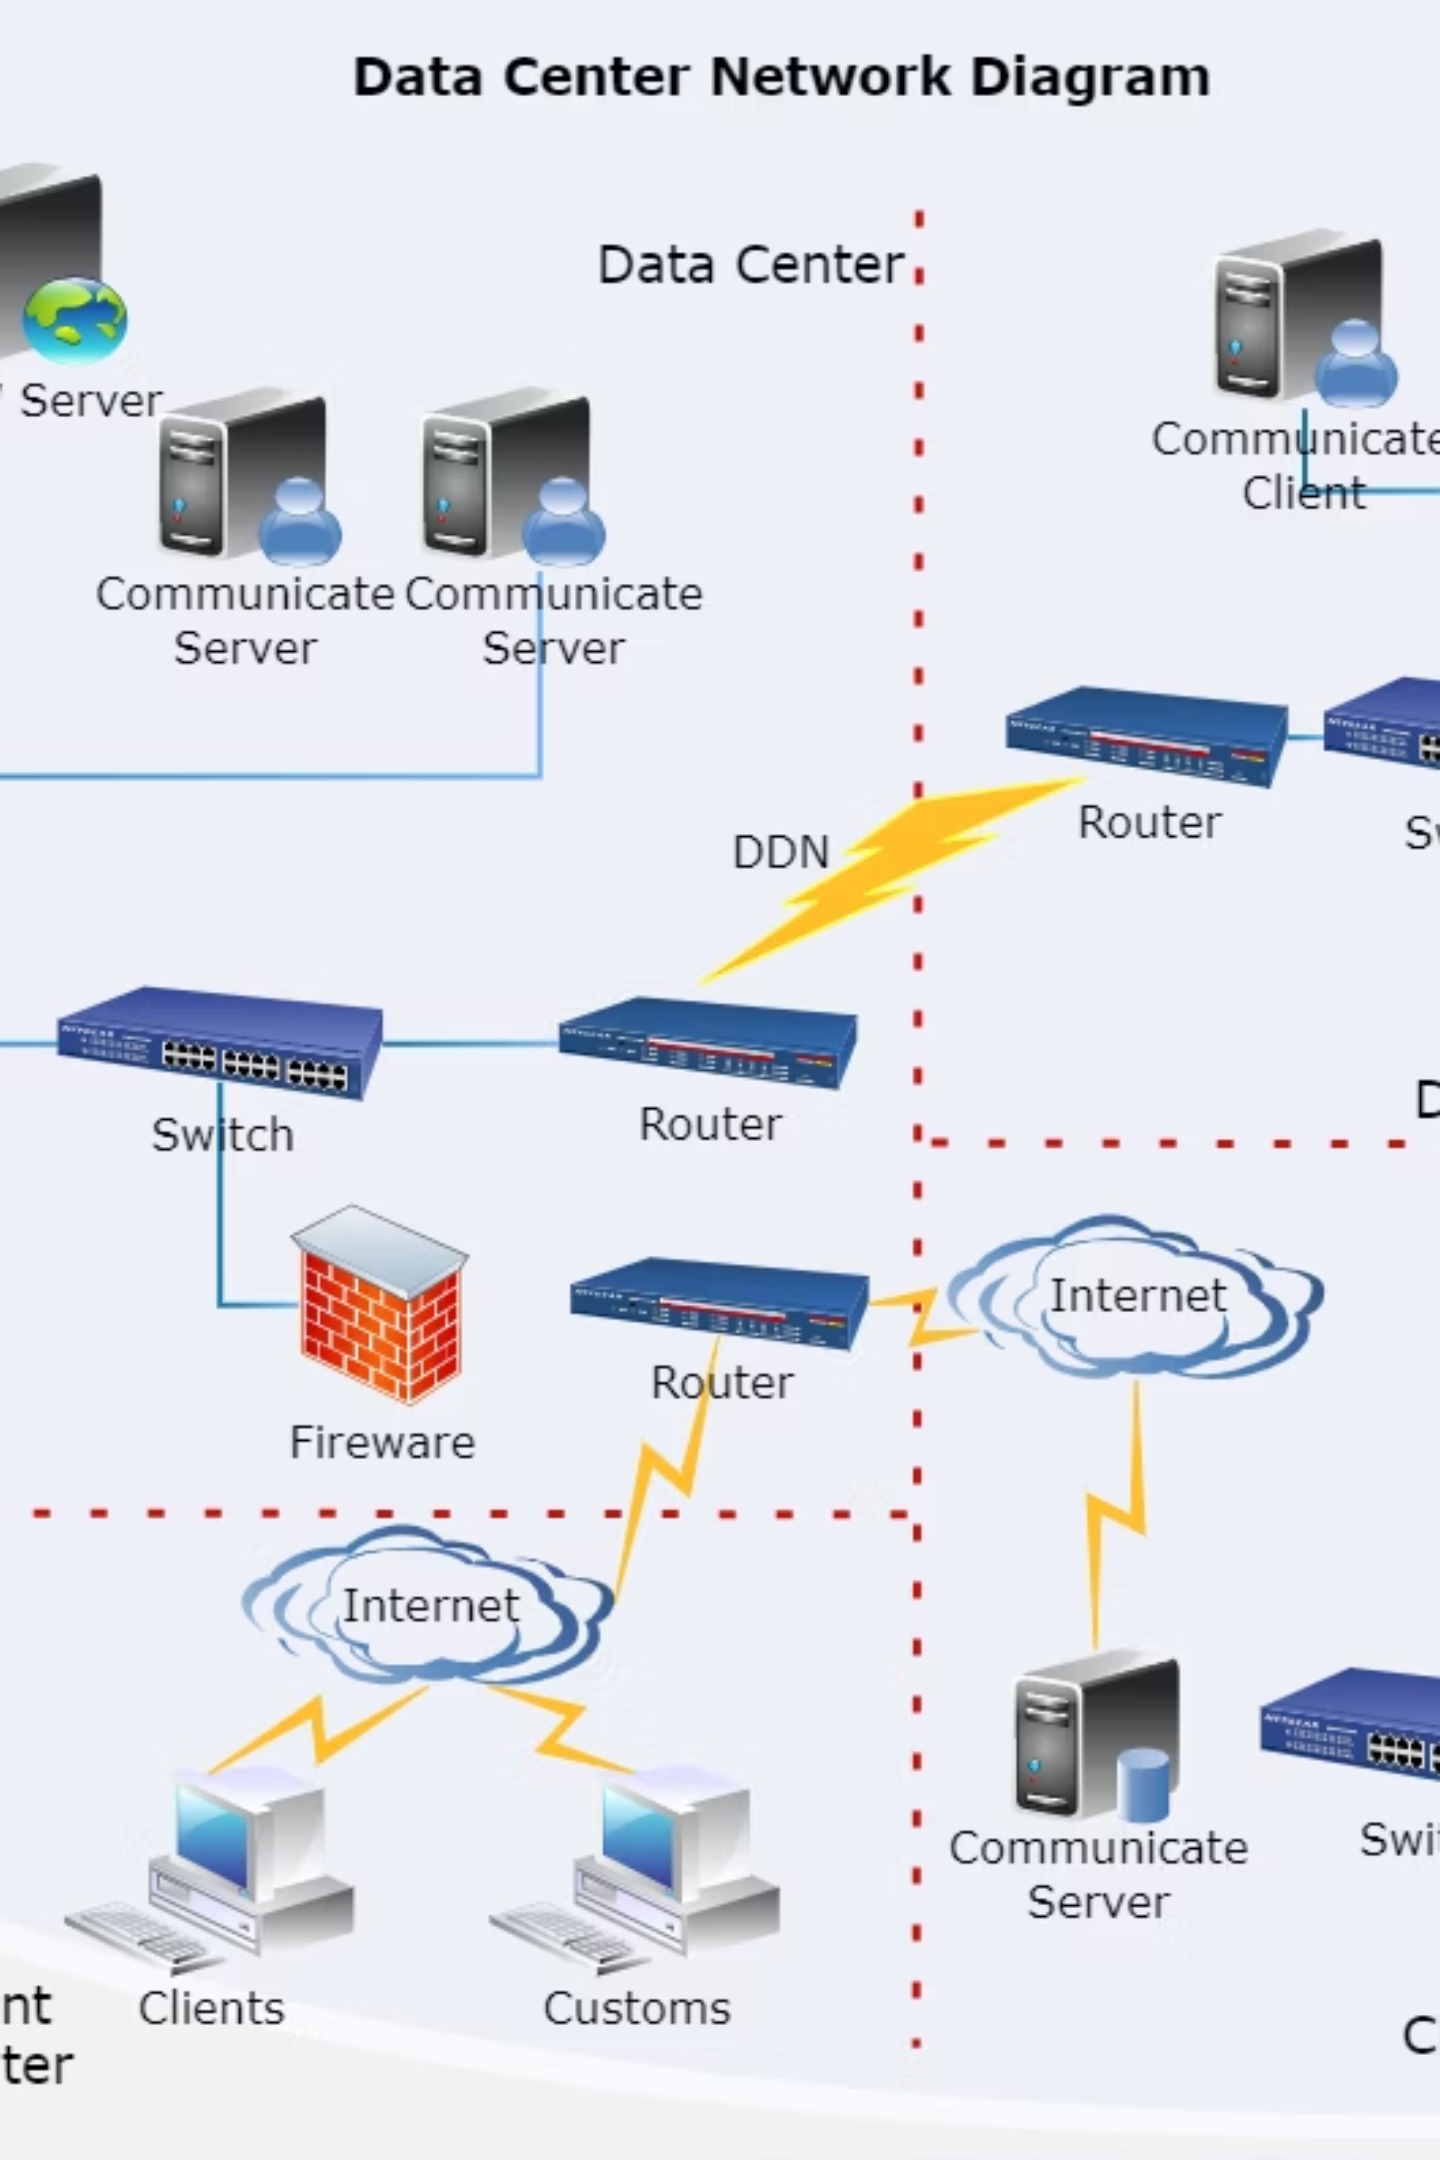 Data Center Network Diagram
Data Center
Server
Communicate
Server
Communicate
Server
Communicate
Client
Router
DDN
Switch
Router
Fireware
Router
Internet
Internet
Communicate
Server
Clients
Customs